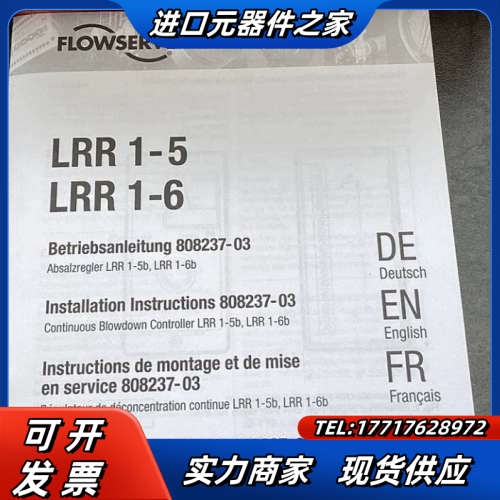 进口元器件之家
FLOWSERVE
LRR 1-5
LRR 1-6
Betriebsanleitung 808237-03
Absalzregler LRR 1-5b, LRR 1-6b
DE
Deutsch
Installation Instructions 808237-03
Continuous Blowdown Controller LRR 1-5b, LRR 1-6b
EN
English
Instructions de montage et de mise
en service 808237-03
de déconcentration continue LRR 1-5b, LRR 1-6b
FR
Français
TEL:17717628972
可开
发票
实力商家 现货供应